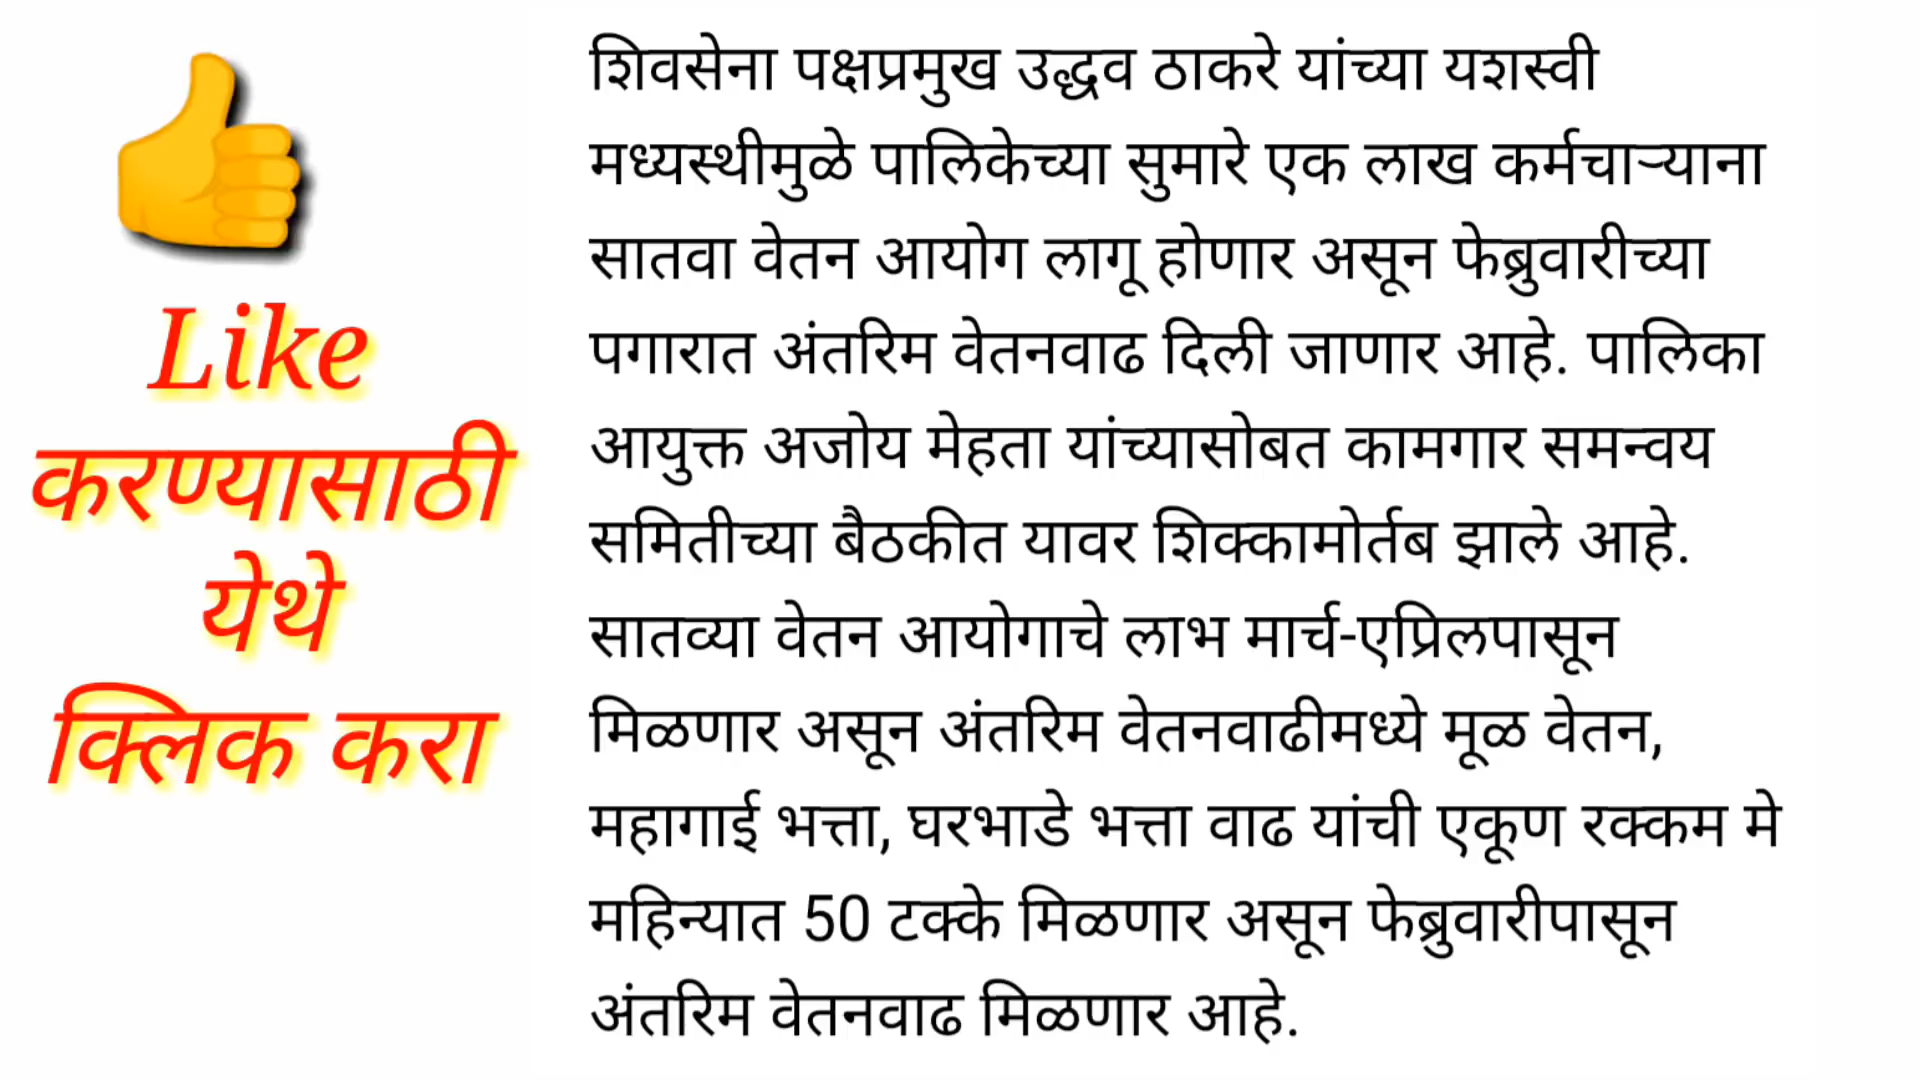 Like
करण्यासाठी
येथे
क्लिक करा
शिवसेना पक्षप्रमुख उद्धव ठाकरे यांच्या यशस्वी
मध्यस्थीमुळे पालिकेच्या सुमारे एक लाख कर्मचाऱ्याना
सातवा वेतन आयोग लागू होणार असून फेब्रुवारीच्या
पगारात अंतरिम वेतनवाढ दिली जाणार आहे. पालिका
आयुक्त अजोय मेहता यांच्यासोबत कामगार समन्वय
समितीच्या बैठकीत यावर शिक्कामोर्तब झाले आहे.
सातव्या वेतन आयोगाचे लाभ मार्च-एप्रिलपासून
मिळणार असून अंतरिम वेतनवाढीमध्ये मूळ वेतन,
महागाई भत्ता, घरभाडे भत्ता वाढ यांची एकूण रक्कम मे
महिन्यात 50 टक्के मिळणार असून फेब्रुवारीपासून
अंतरिम वेतनवाढ मिळणार आहे.